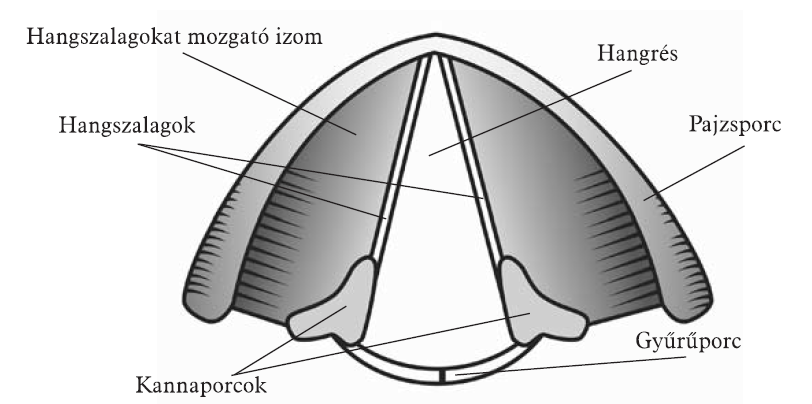 Hangszalagokat mozgató izom
Hangrés
Hangszalagok
Pajzsporc
Gyűrűporc
Kannaporcok